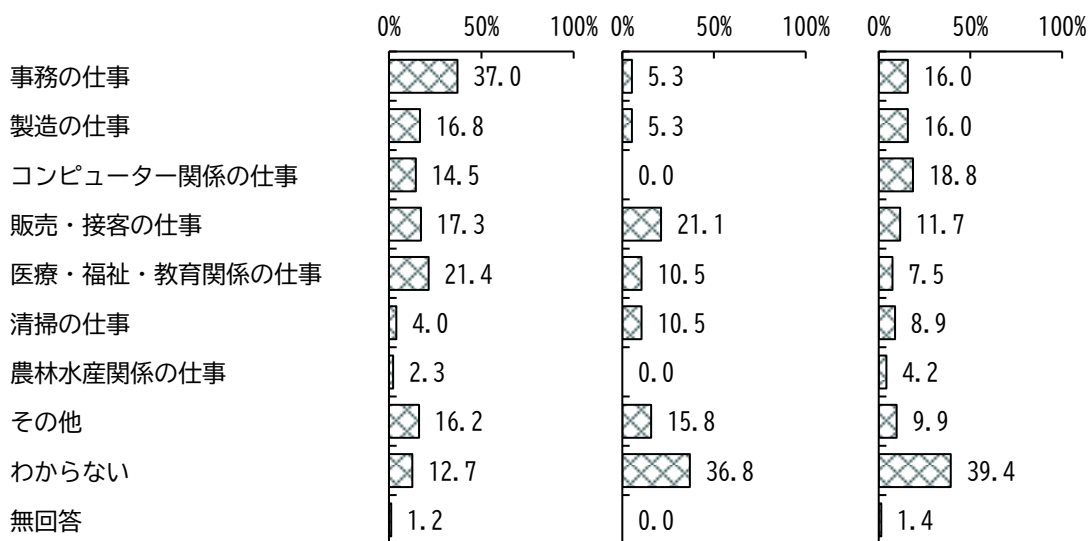 0% 50% 100% 0% 50% 100% 0% 50% 100%
事務の仕事 37.0 5.3 16.0
製造の仕事 16.8 5.3 16.0
コンピューター関係の仕事 14.5 0.0 18.8
販売・接客の仕事 17.3 21.1 11.7
医療・福祉・教育関係の仕事 21.4 10.5 7.5
清掃の仕事 4.0 10.5 8.9
農林水産関係の仕事 2.3 0.0 4.2
その他 16.2 15.8 9.9
わからない 12.7 36.8 39.4
無回答 1.2 0.0 1.4